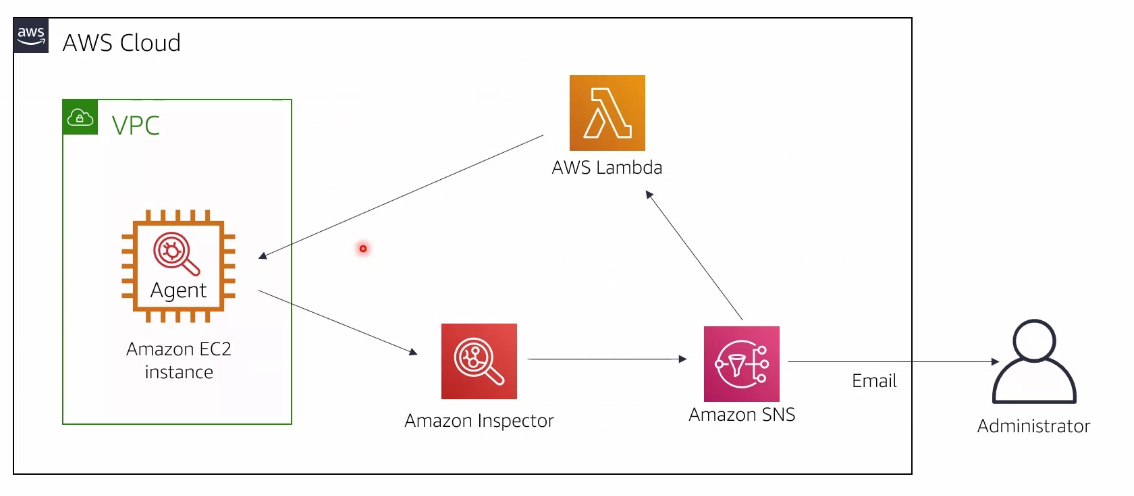 aws
AWS Cloud
VPC
AWS Lambda
Agent
Amazon EC2
instance
Amazon Inspector
Amazon SNS
Email
Administrator